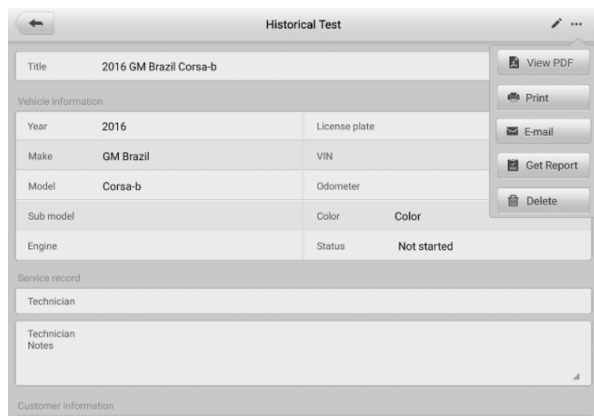 Historical Test
Title 2016 GM Brazil Corsa-b
View PDF
Vehicle Information
Print
Year 2016 License plate
E-mail
Make GM Brazil VIN
Get Report
Model Corsa-b Odometer
Delete
Sub model Color Color
Engine Status Not started
Service record
Technician
Technician
Notes
Customer information